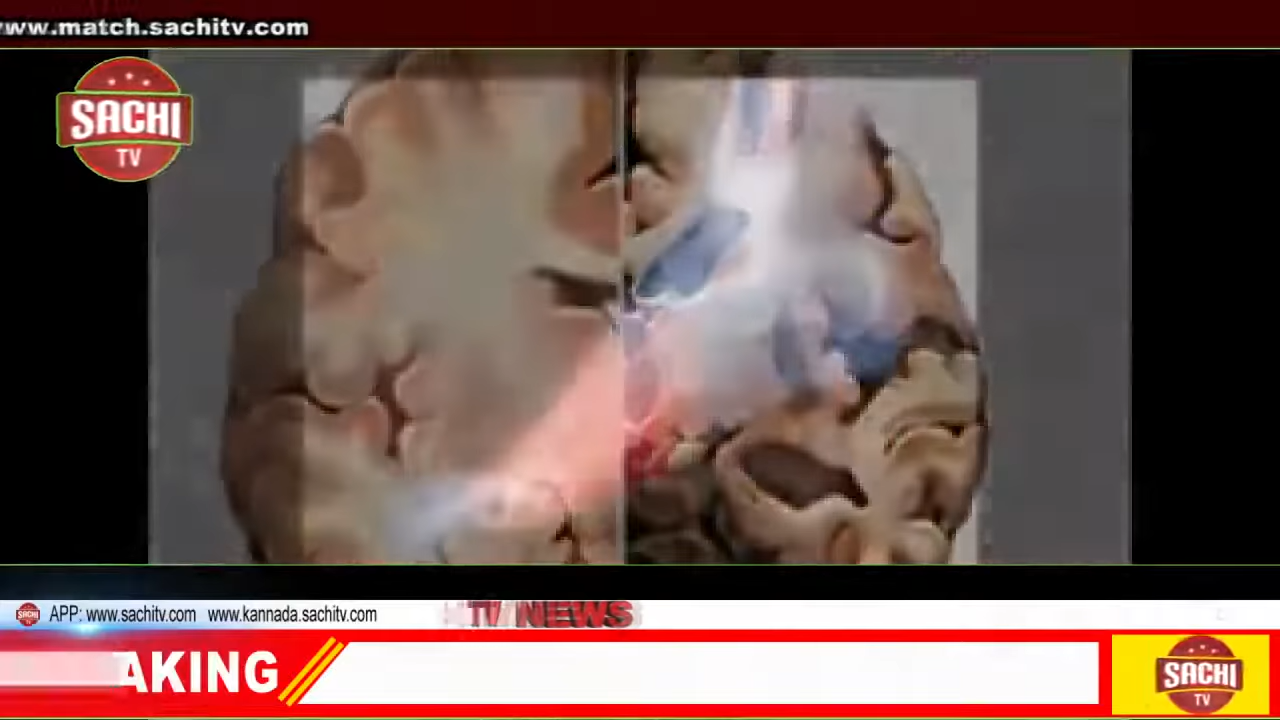 www.match.sachitv.com
SACHI
TV
APP: www.sachitv.com www.kannada.sachitv.com
TV NEWS
AKING
SACHI
TV